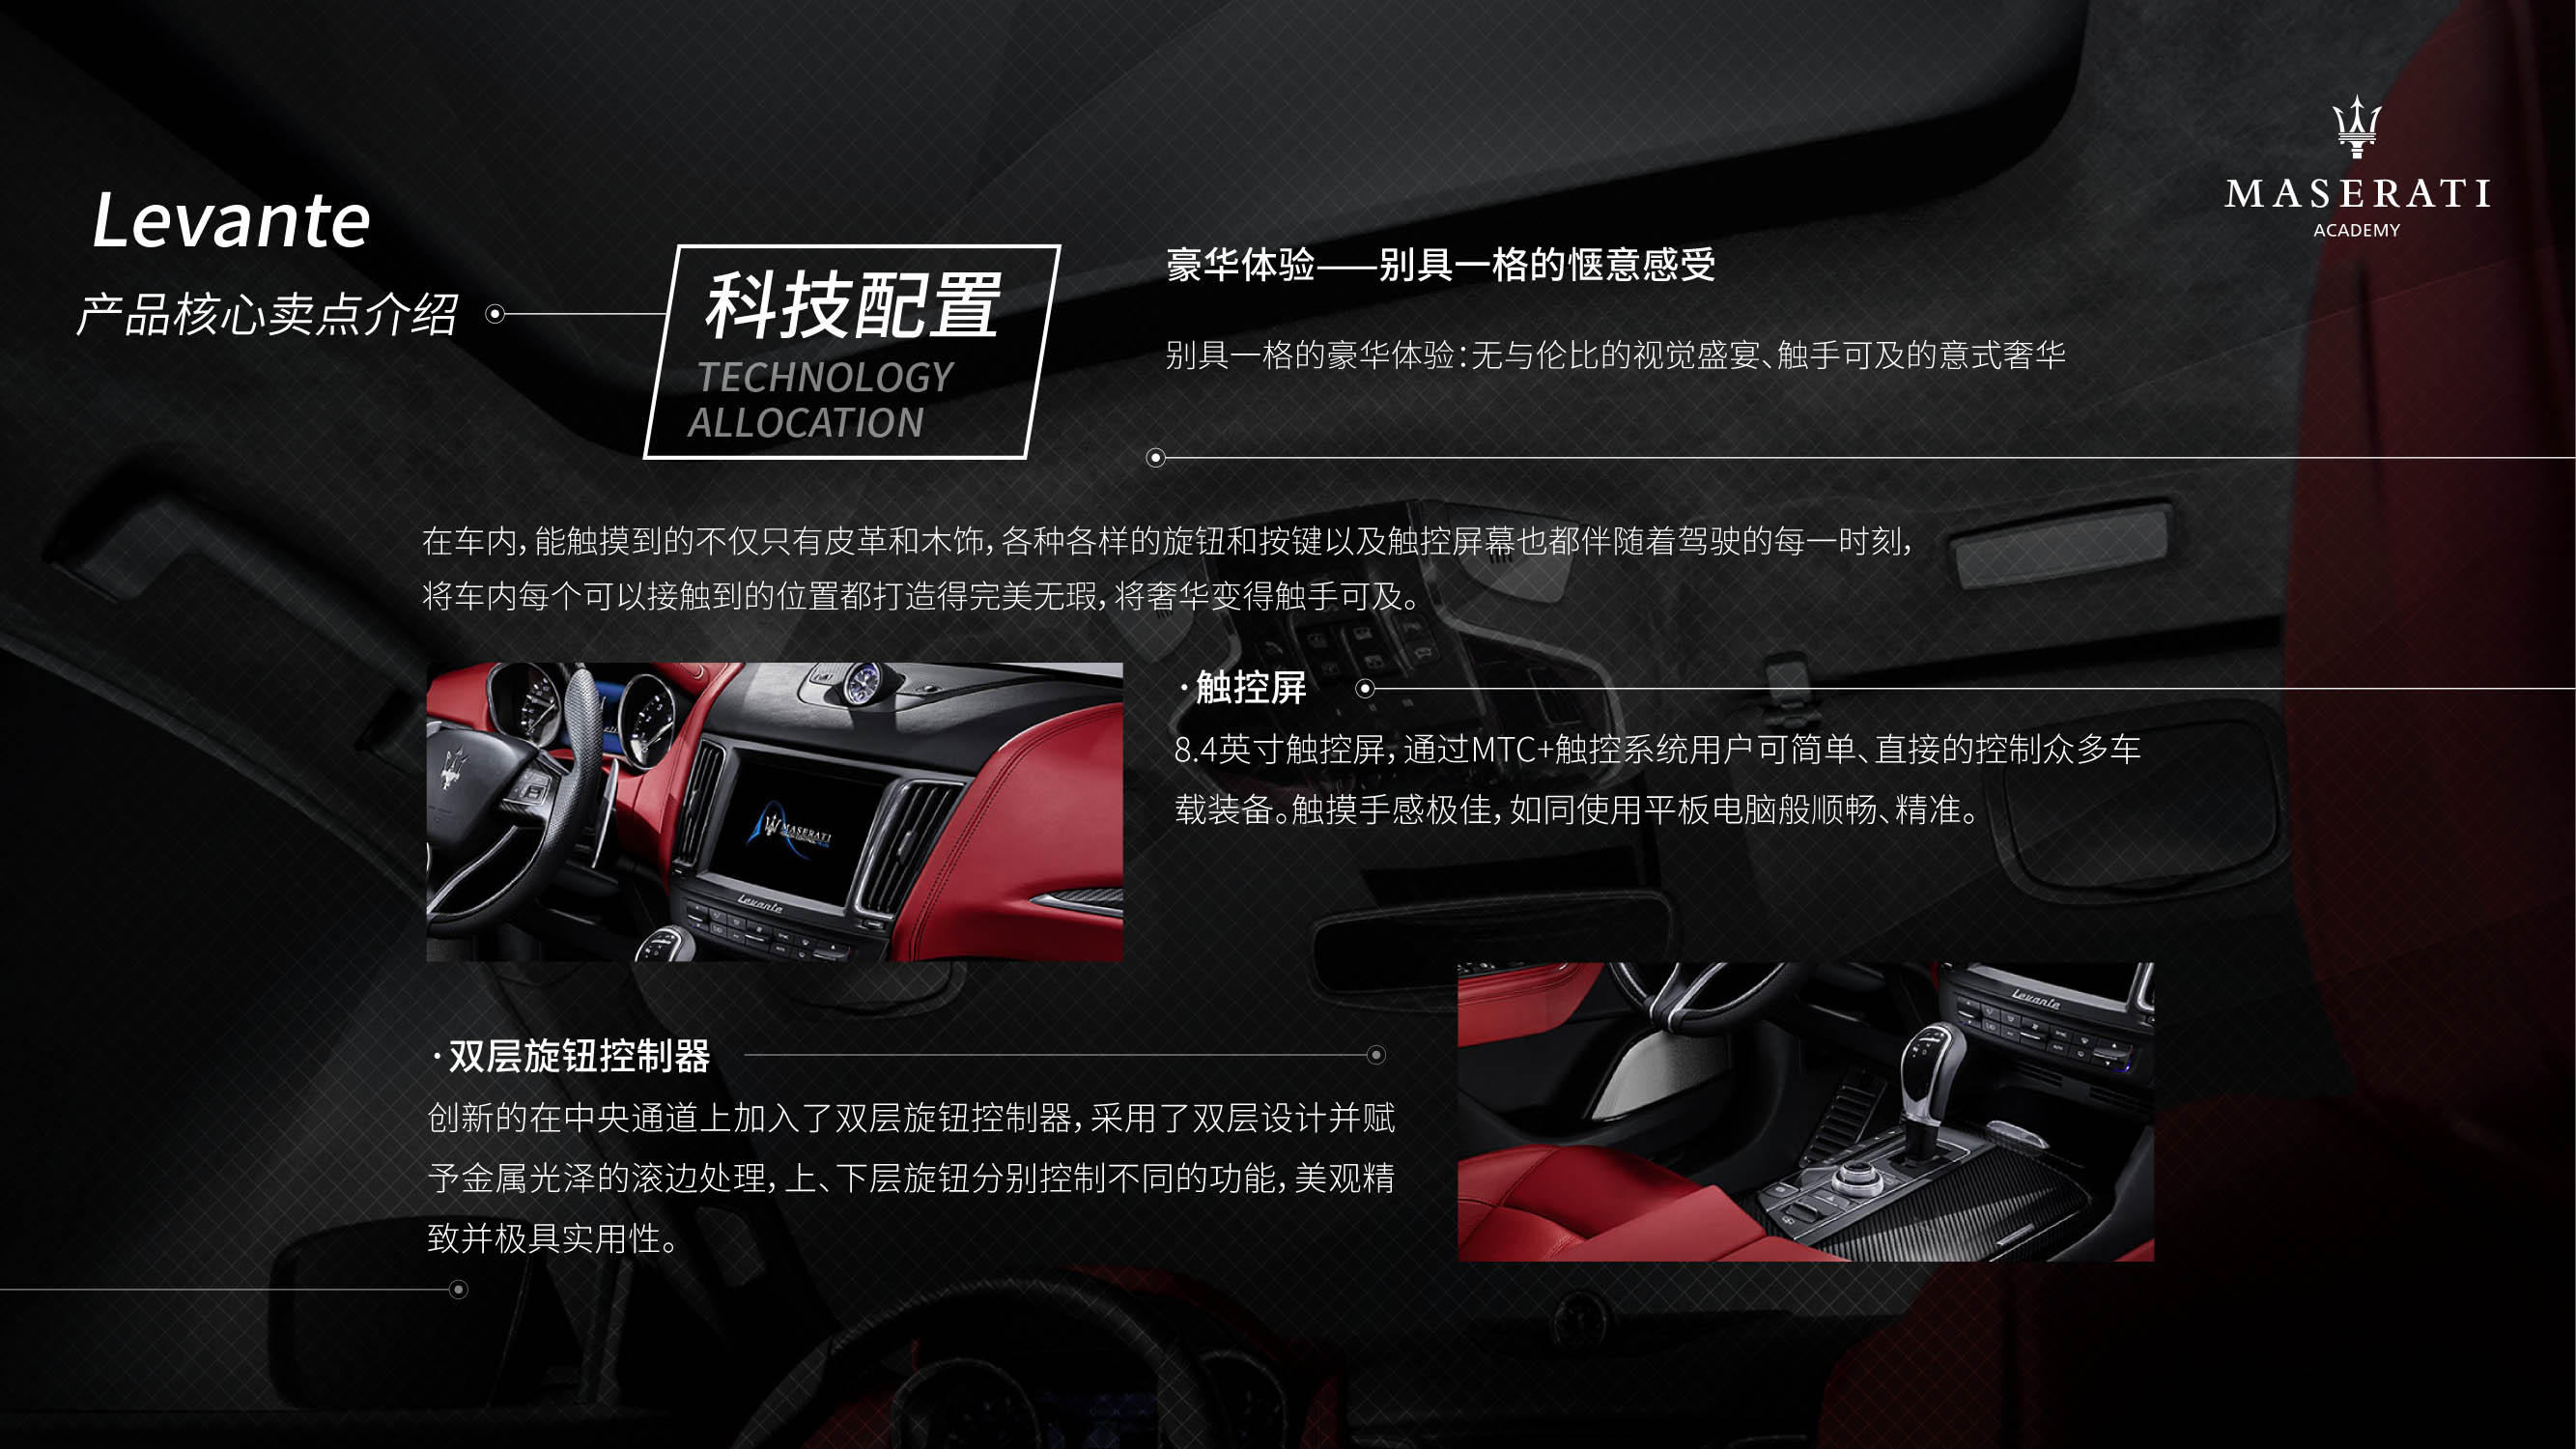 Levante
产品核心卖点介绍
科技配置
TECHNOLOGY
ALLOCATION
豪华体验——别具一格的惬意感受
别具一格的豪华体验：无与伦比的视觉盛宴、触手可及的意式奢华
MASERATI
ACADEMY
在车内，能触摸到的不仅只有皮革和木饰，各种各样的旋钮和按键以及触控屏幕也都伴随着驾驶的每一时刻，
将车内每个可以接触到的位置都打造得完美无瑕，将奢华变得触手可及。
MASERATI
Levante
·触控屏
8.4英寸触控屏，通过MTC+触控系统用户可简单、直接的控制众多车
载装备。触摸手感极佳，如同使用平板电脑般顺畅、精准。
·双层旋钮控制器
创新的在中央通道上加入了双层旋钮控制器，采用了双层设计并赋
予金属光泽的滚边处理，上、下层旋钮分别控制不同的功能，美观精
致并极具实用性。
Levante